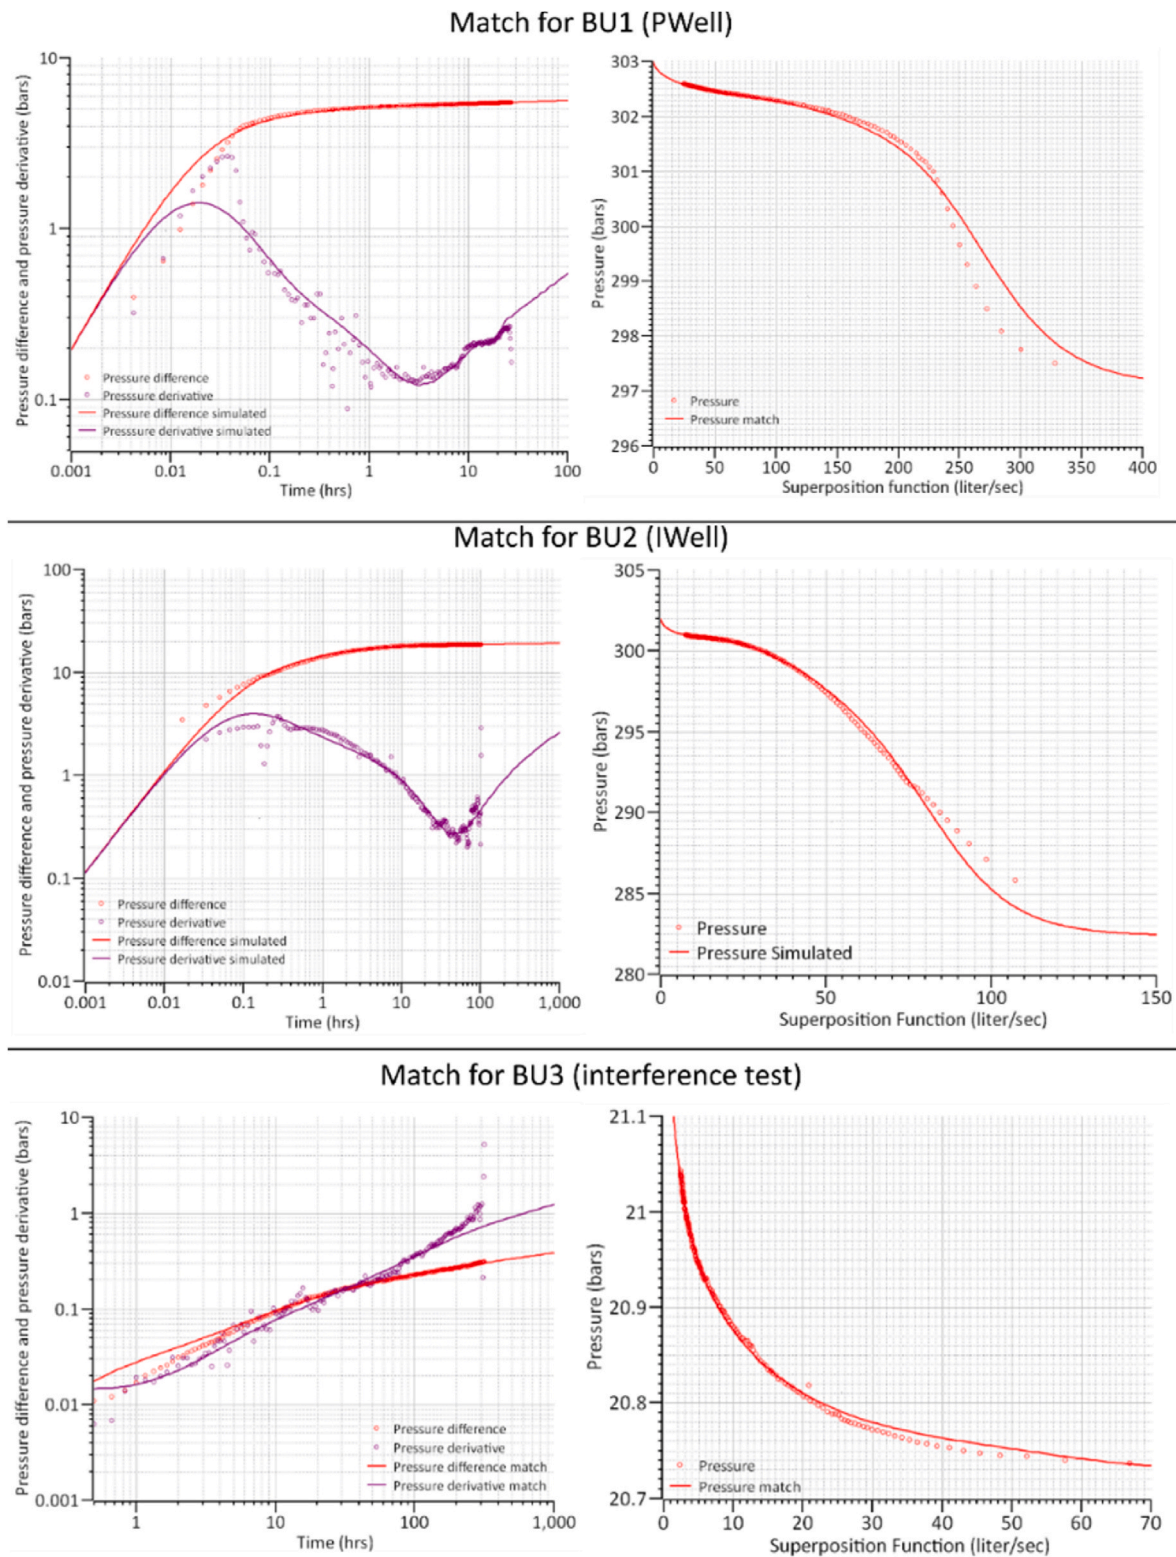 Match for BU1 (PWell)
Pressure difference and pressure derivative (bars)
10
1
0.1
0.001 0.01 0.1 1 10 100
Time (hrs)
Pressure difference
Presssure derivative
Pressure difference simulated
Presssure derivative simulated
Pressure (bars)
303
302
301
300
299
298
297
296
0 50 100 150 200 250 300 350 400
Superposition function (liter/sec)
Pressure
Pressure match
Match for BU2 (IWell)
Pressure difference and pressure derivative (bars)
100
10
1
0.1
0.01
0.001 0.01 0.1 1 10 100 1,000
Time (hrs)
Pressure difference
Pressure derivative
Pressure difference simulated
Pressure derivative simulated
Pressure (bars)
305
300
295
290
285
280
0 50 100 150
Superposition Function (liter/sec)
Pressure
Pressure Simulated
Match for BU3 (interference test)
Pressure difference and pressure derivative (bars)
10
1
0.1
0.01
0.001
1 10 100 1,000
Time (hrs)
Pressure difference
Pressure derivative
Pressure difference match
Pressure derivative match
Pressure (bars)
21.1
21
20.9
20.8
20.7
0 10 20 30 40 50 60 70
Superposition Function (liter/sec)
Pressure
Pressure match